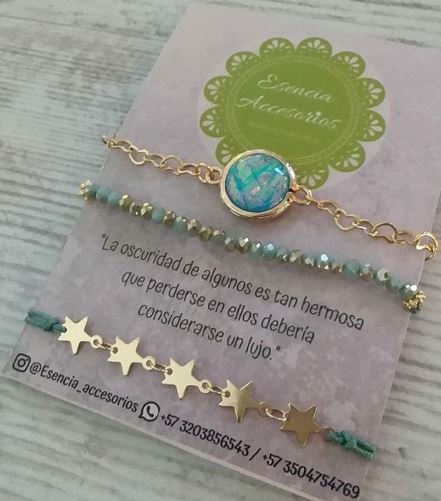 Esencia
Accesorios
"La oscuridad de algunos es tan hermosa
que perderse en ellos debería
considerarse un lujo."
@Esencia_accesorios +57 3203856543 / +57 3504754769